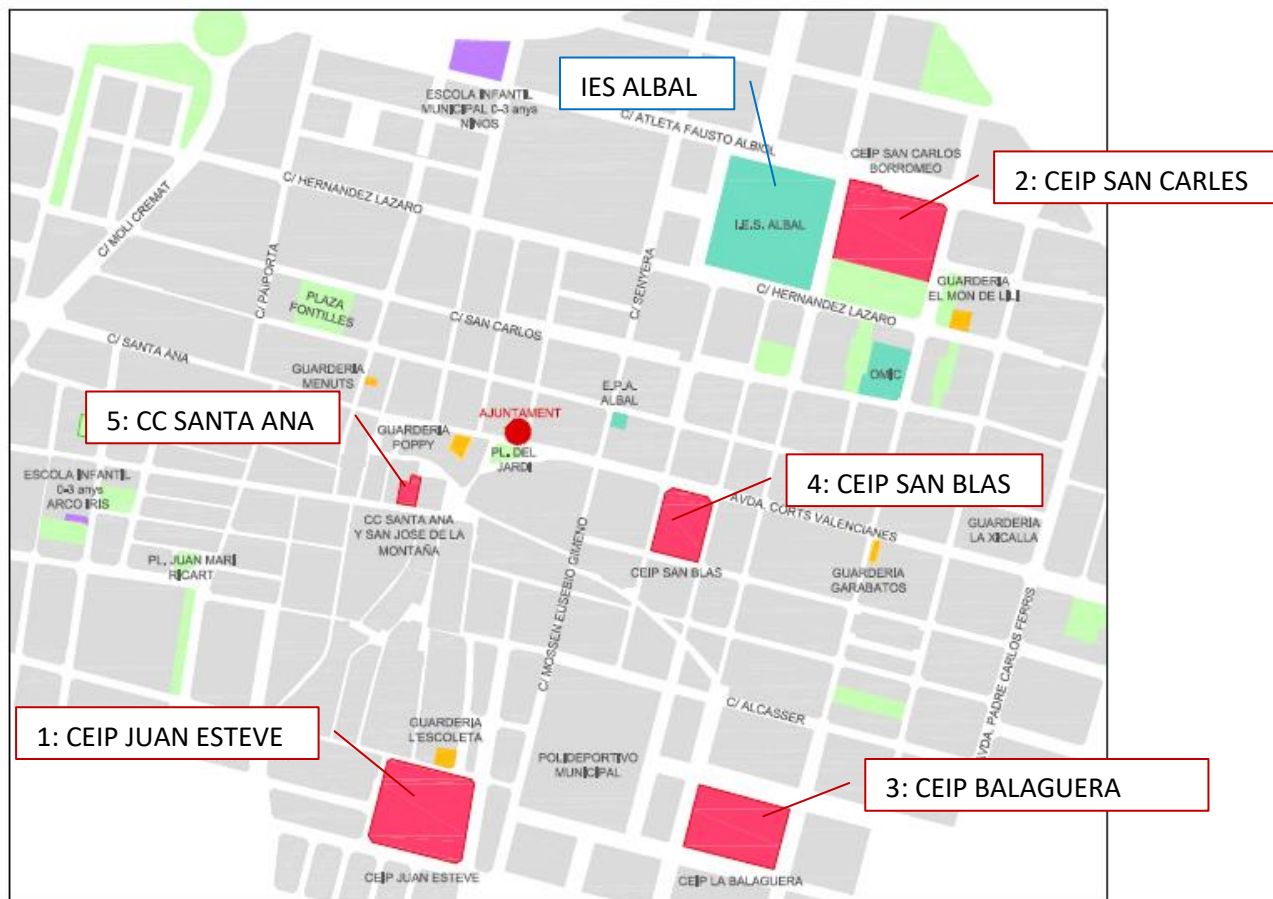 ESCOLA INFANTIL
MUNICIPAL 0-3 anys
NINOS
IES ALBAL
C/ ATLETA FAUSTO ALBIOL
CEIP SAN CARLOS
BORROMEO
2: CEIP SAN CARLES
C/ HERNANDEZ LAZARO
C/ MOLI CREMAT
I.E.S. ALBAL
C/ PAIPORTA
C/ SENYERA
C/ HERNANDEZ LAZARO
GUARDERIA
EL MON DE LILI
PLAZA
FONTILLES
C/ SAN CARLOS
C/ SANTA ANA
GUARDERIA
MENUTS
OMIC
E.P.A.
ALBAL
5: CC SANTA ANA
AJUNTAMENT
GUARDERIA
POPPY
PL. DEL
JARDI
ESCOLA INFANTIL
0-3 anys
ARCO IRIS
4: CEIP SAN BLAS
AVDA. CORTS VALENCIANES
CC SANTA ANA
Y SAN JOSE DE LA
MONTAÑA
GUARDERIA
LA XICALLA
PL. JUAN MARI
RICART
CEIP SAN BLAS
GUARDERIA
GARABATOS
C/ MOSSEN EUSEBIO GIMENO
AVDA. PADRE CARLOS FERRIS
C/ ALCASSER
1: CEIP JUAN ESTEVE
GUARDERIA
L'ESCOLETA
POLIDEPORTIVO
MUNICIPAL
3: CEIP BALAGUERA
CEIP JUAN ESTEVE
CEIP LA BALAGUERA